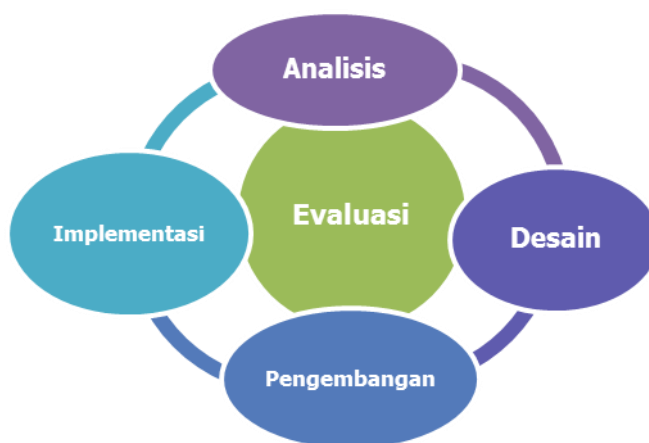 Analisis
Evaluasi
Implementasi
Desain
Pengembangan